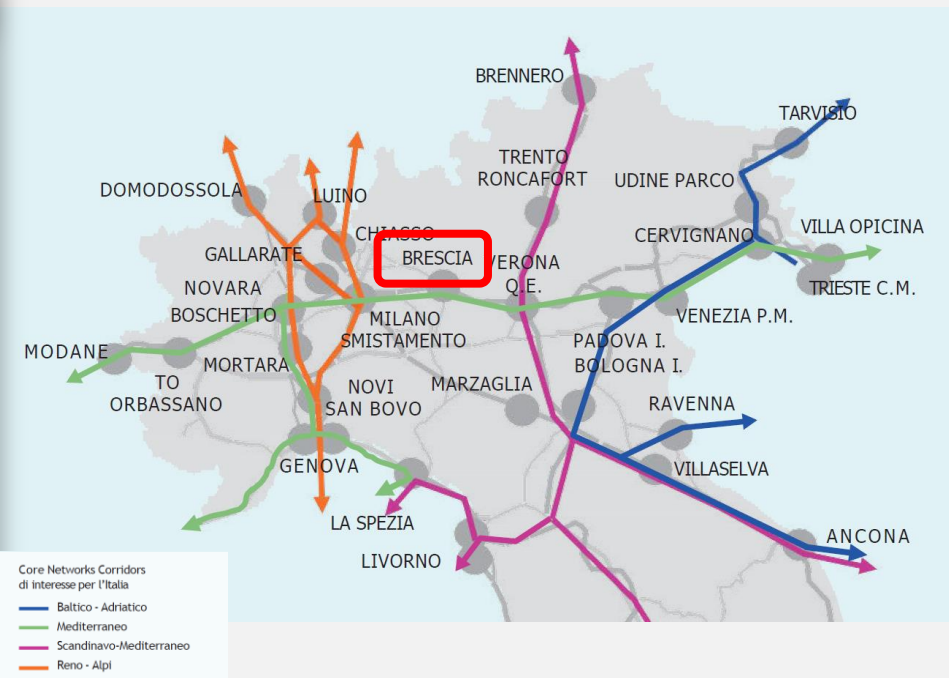 BRENNERO
TARVISIO
TRENTO
RONCAFORT
UDINE PARCO
DOMODOSSOLA
LUINO
CHIASSO
CERVIGNANO
VILLA OPICINA
GALLARATE
BRESCIA
VERONA
Q.E.
NOVARA
BOSCHETTO
TRIESTE C.M.
MILANO
SMISTAMENTO
VENEZIA P.M.
PADOVA I.
BOLOGNA I.
MODANE
MORTARA
TO
ORBASSANO
NOVI
SAN BOVO
MARZAGLIA
RAVENNA
GENOVA
VILLASELVA
LA SPEZIA
LIVORNO
ANCONA
Core Networks Corridors
di interesse per l'Italia
Baltico - Adriatico
Mediterraneo
Scandinavo-Mediterraneo
Reno - Alpi